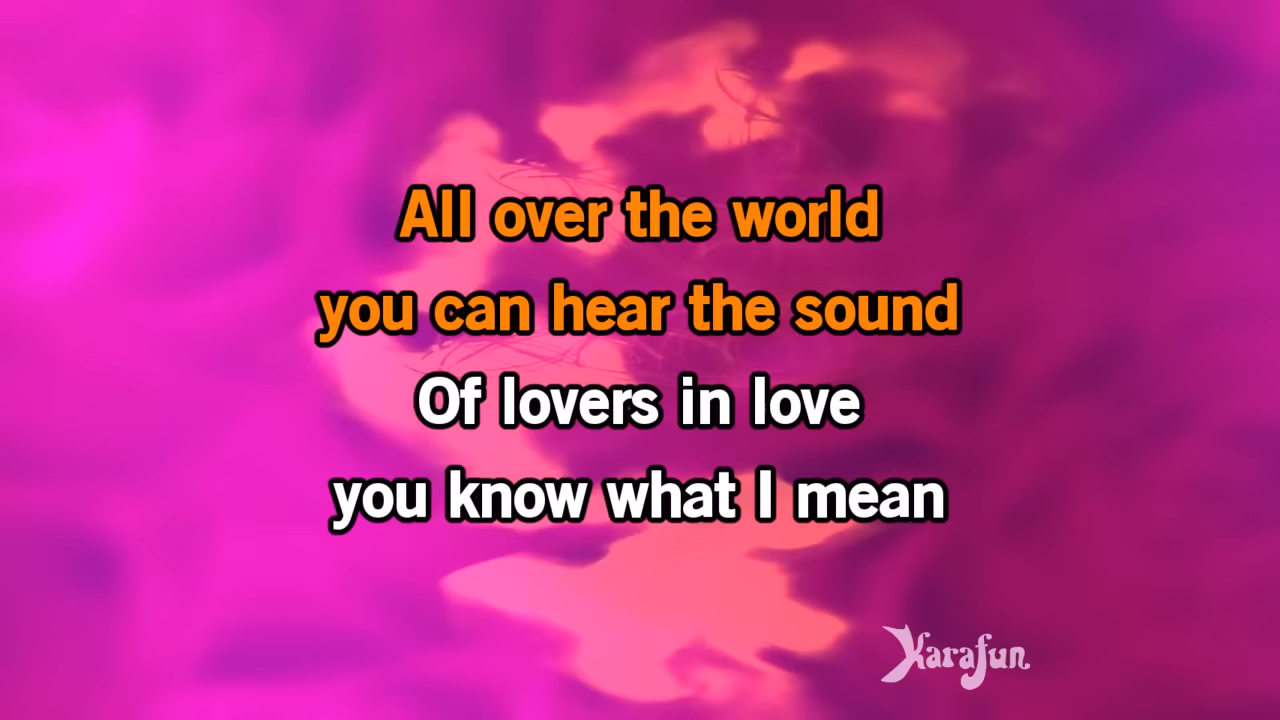 All over the world
you can hear the sound
Of lovers in love
you know what I mean
Karafun